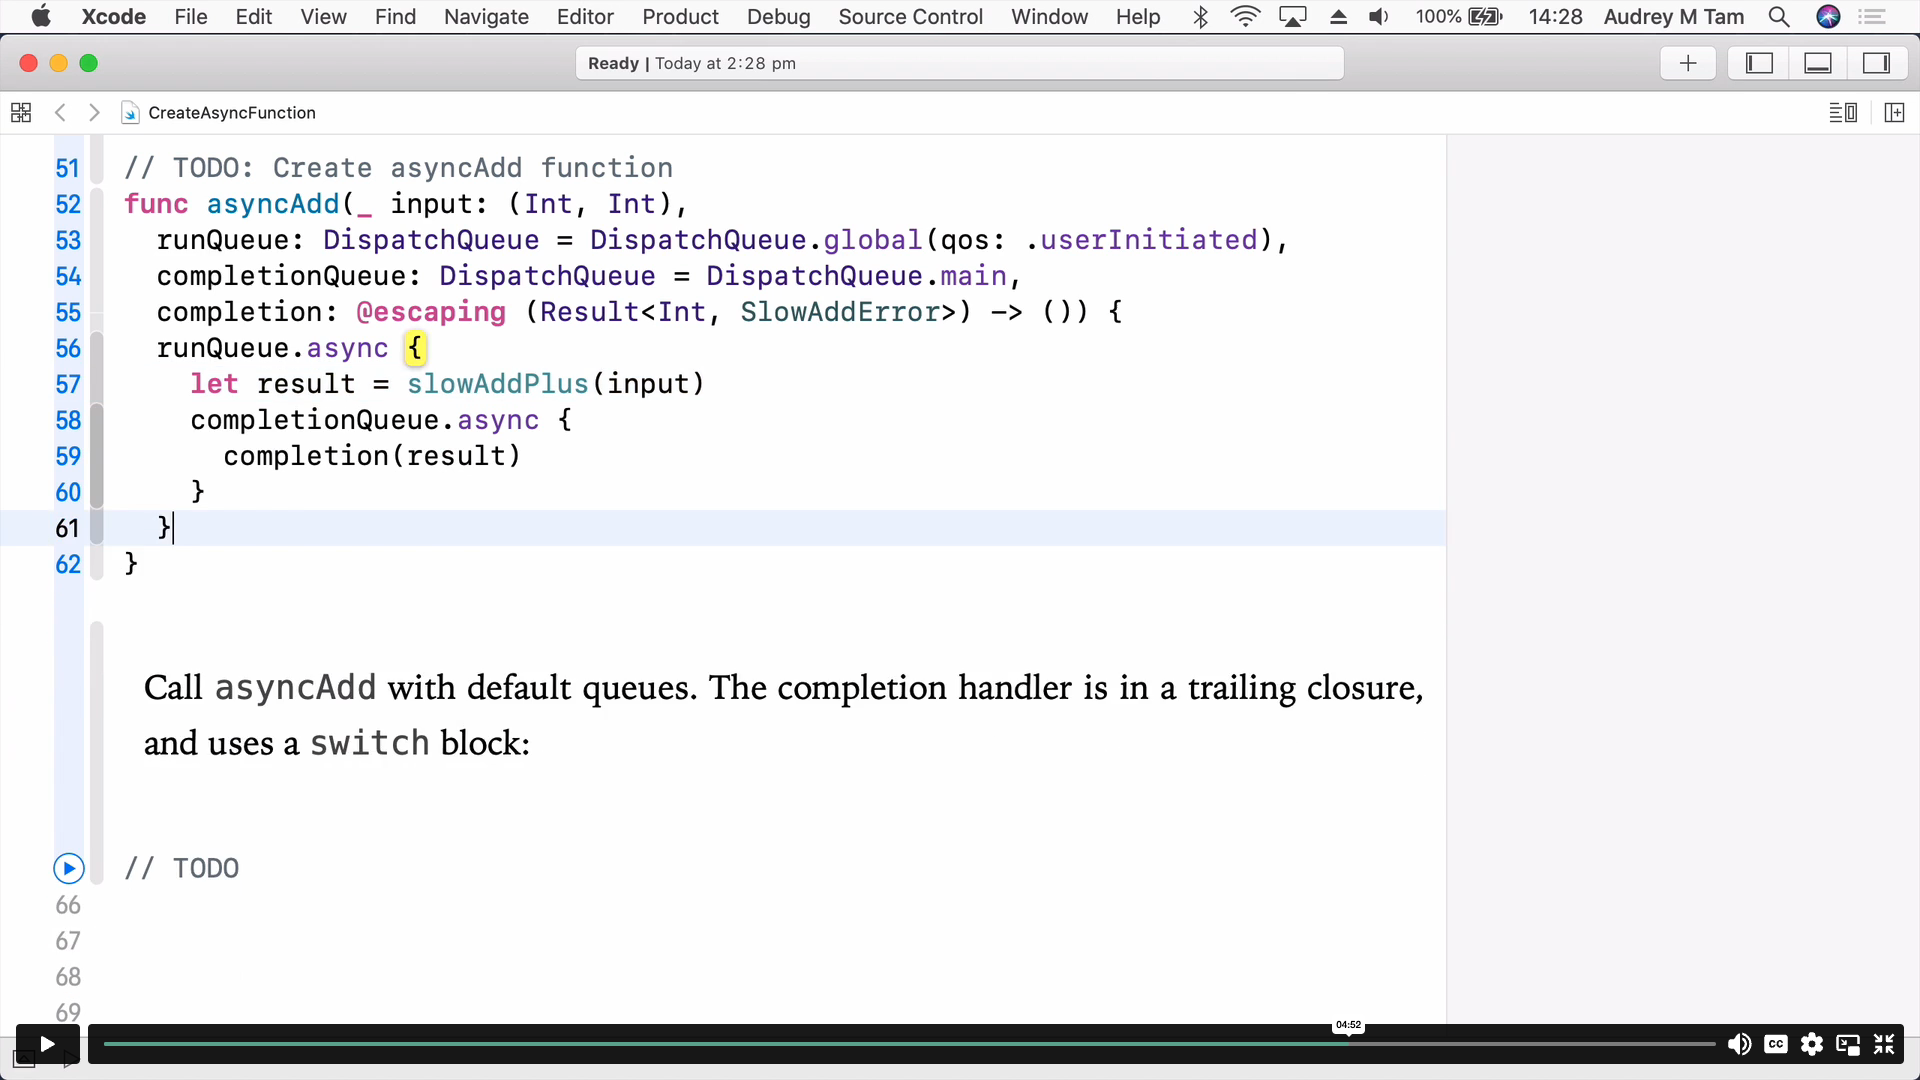 Xcode File Edit View Find Navigate Editor Product Debug Source Control Window Help 100% 14:28 Audrey M Tam
Ready | Today at 2:28 pm
CreateAsyncFunction
51 // TODO: Create asyncAdd function
52 func asyncAdd(_ input: (Int, Int),
53 runQueue: DispatchQueue = DispatchQueue.global(qos: .userInitiated),
54 completionQueue: DispatchQueue = DispatchQueue.main,
55 completion: @escaping (Result<Int, SlowAddError>) -> ()) {
56 runQueue.async {
57 let result = slowAddPlus(input)
58 completionQueue.async {
59 completion(result)
60 }
61 }
62 }
Call asyncAdd with default queues. The completion handler is in a trailing closure,
and uses a switch block:
// TODO
66
67
68
69
04:52
CC